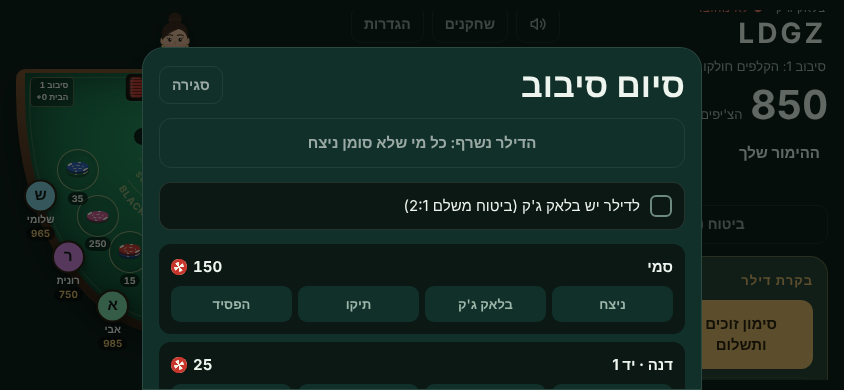 שחקנים
הגדרות
LDGZ
סיבוב 1: הקלפים חולקו
850
הצ'יפים
ההימור שלך
ביטוח
בקרת דילר
סימון זוכים
ותשלום
סיום סיבוב
סגירה
הדילר נשרף: כל מי שלא סומן ניצח
לדילר יש בלאק ג'ק (ביטוח משלם 2:1)
סמי
150
ניצח
בלאק ג'ק
תיקו
הפסיד
דנה · יד 1
25
סיבוב 1
הבית +0
35
ש
שלומי
965
250
ר
רונית
750
15
א
אבי
985